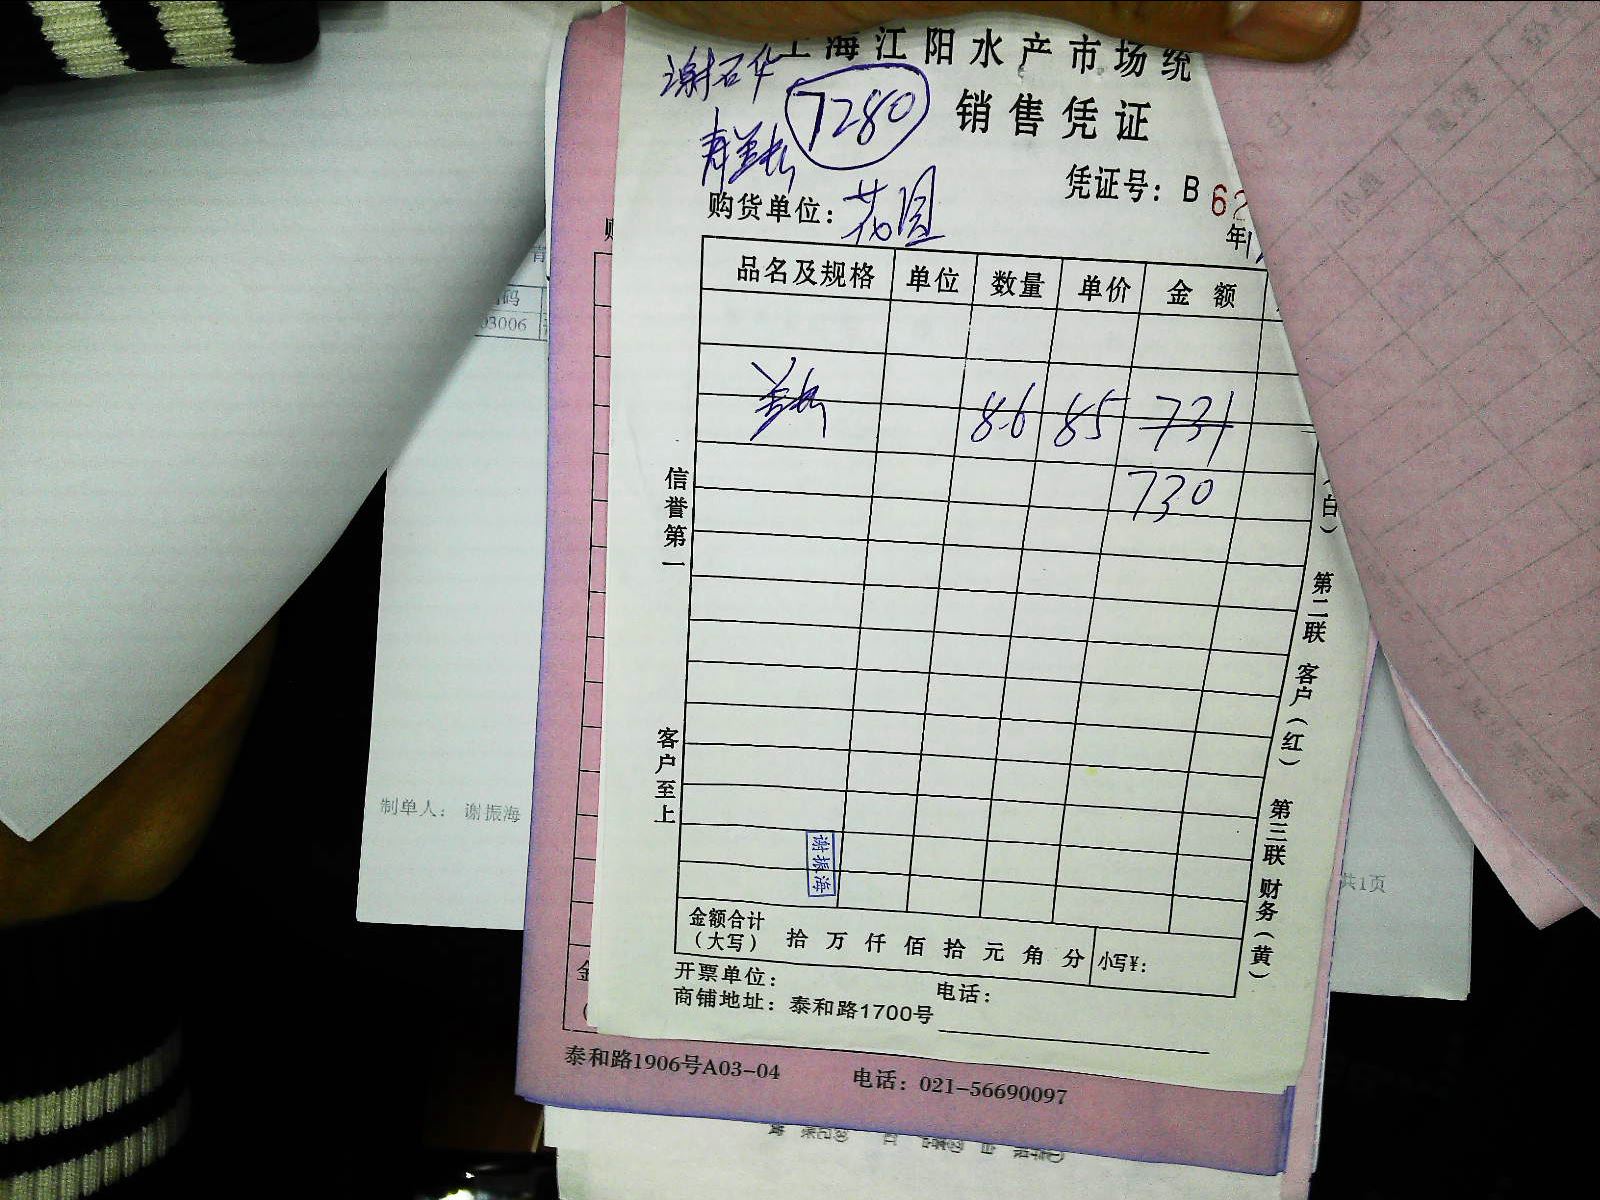 上海江阳水产市场统
销售凭证
谢石华
7280
凭证号：B 62
购货单位：花园
年
品名及规格 单位 数量 单价 金额
8.6 85 731
730
信誉第一
客户至上
（白）
第二联 客户（红）
第三联 财务（黄）
谢振海
金额合计（大写） 拾 万 仟 佰 拾 元 角 分 小写¥：
开票单位： 电话：
商铺地址：泰和路1700号
泰和路1906号A03-04 电话：021-56690097
码
03006
制单人： 谢振海
共1页